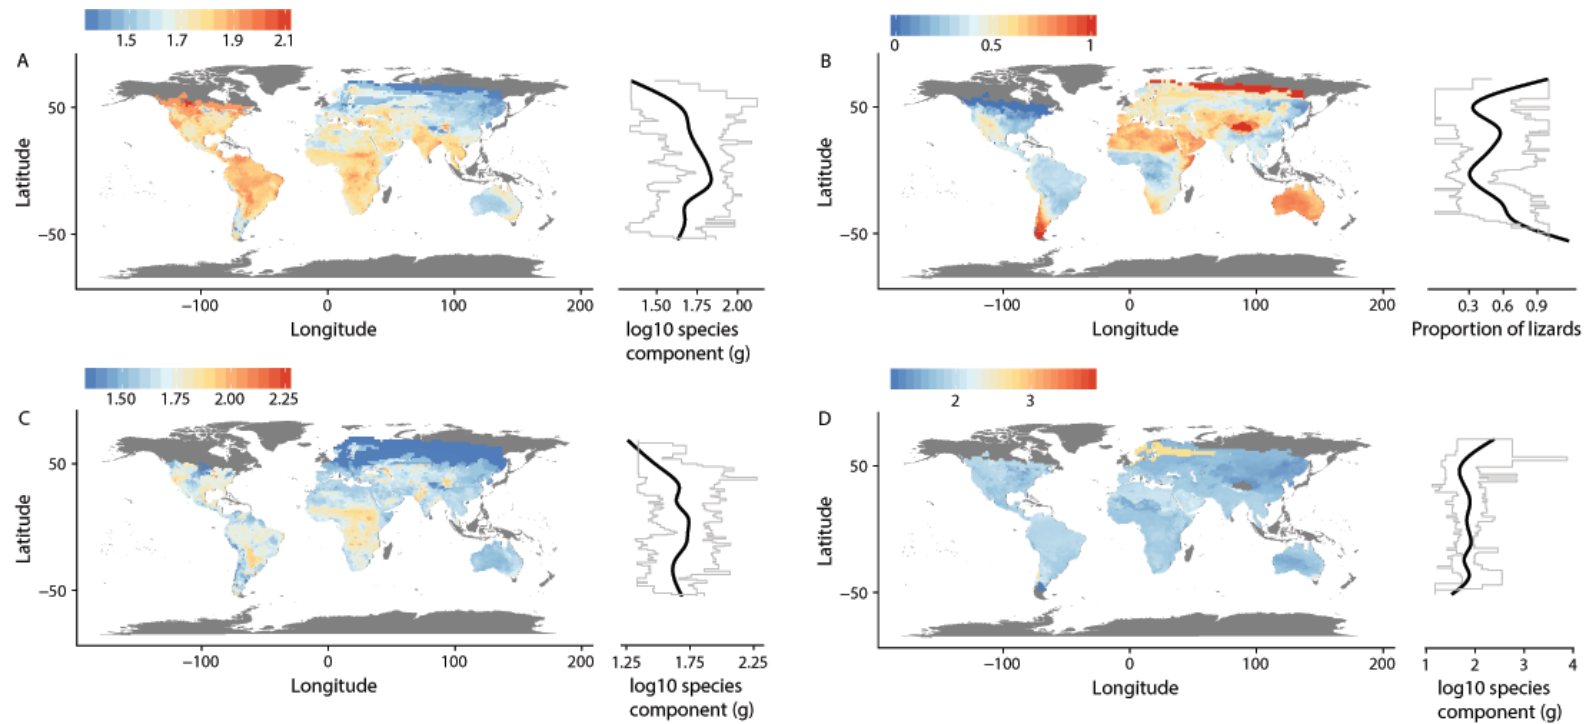 1.5 1.7 1.9 2.1
0 0.5 1
A
B
50
−50
Latitude
50
−50
Latitude
−100 0 100 200
Longitude
1.50 1.75 2.00
log10 species
component (g)
−100 0 100 200
Longitude
0.3 0.6 0.9
Proportion of lizards
1.50 1.75 2.00 2.25
2 3
C
D
50
−50
Latitude
50
−50
Latitude
−100 0 100 200
Longitude
1.25 1.75 2.25
log10 species
component (g)
−100 0 100 200
Longitude
1 2 3 4
log10 species
component (g)